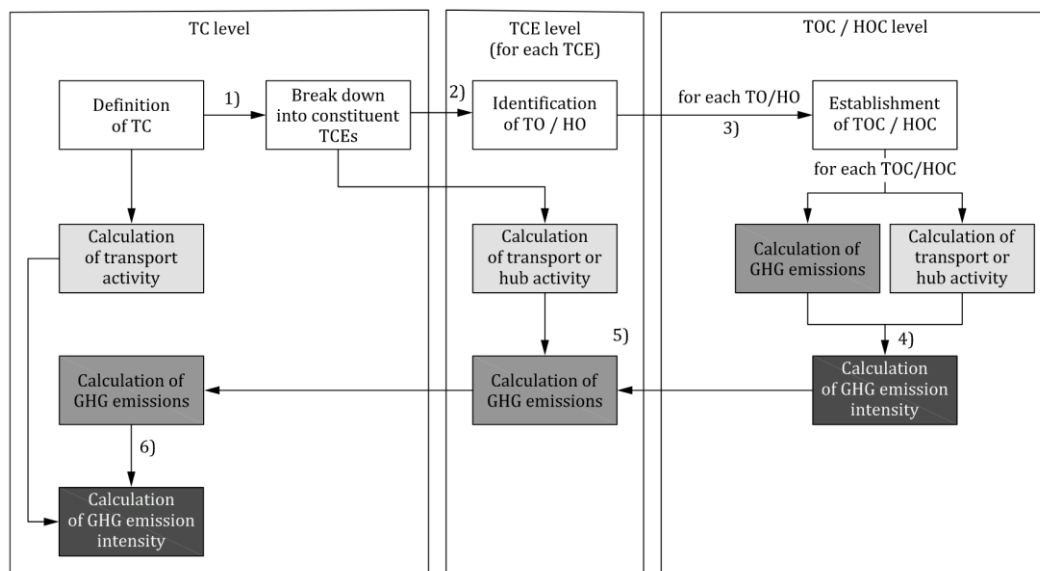 TC level
TCE level
(for each TCE)
TOC / HOC level
Definition
of TC
1)
Break down
into constituent
TCEs
2)
Identification
of TO / HO
for each TO/HO
3)
Establishment
of TOC / HOC
for each TOC/HOC
Calculation
of transport
activity
Calculation
of transport or
hub activity
Calculation of
GHG emissions
Calculation of
transport or
hub activity
4)
5)
Calculation of
GHG emissions
Calculation of
GHG emissions
Calculation
of GHG emission
intensity
6)
Calculation
of GHG emission
intensity